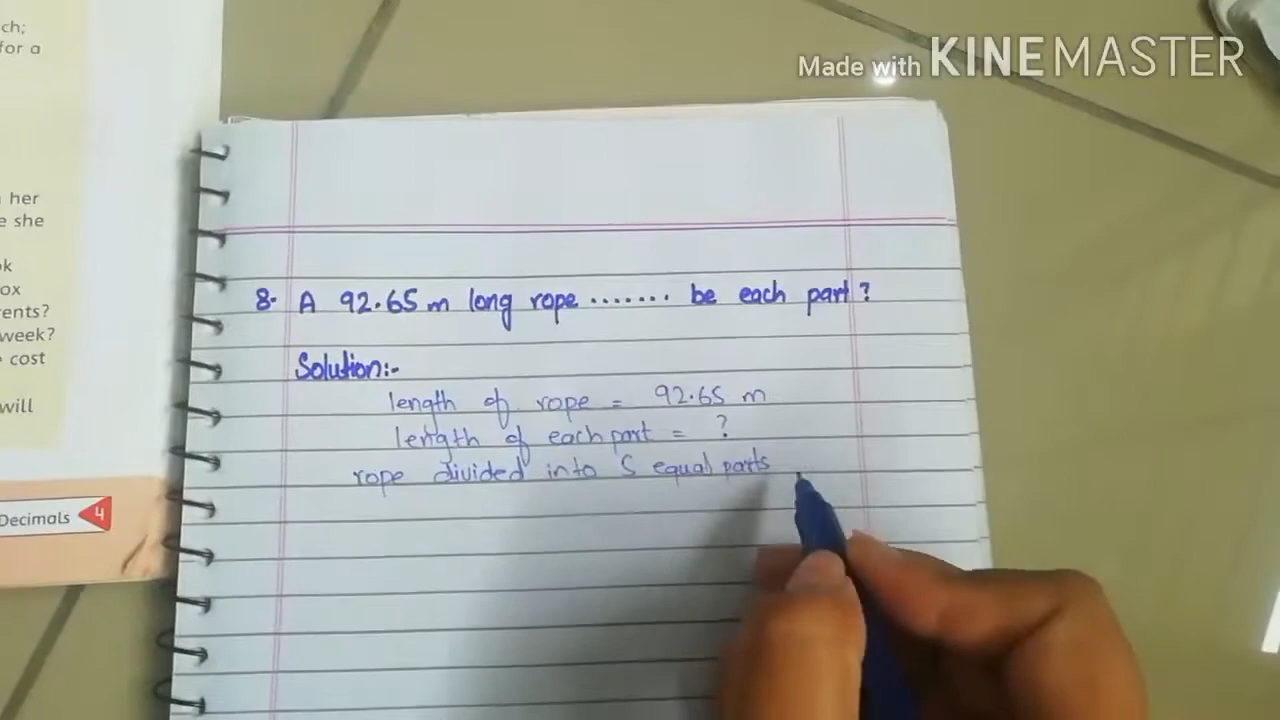 ch;
for a
her
e she
ok
ox
ents?
week?
cost
will
Decimals 4
Made with KINEMASTER
8. A 92.65 m long rope ....... be each part?
Solution:-
length of rope = 92.65 m
length of each part = ?
rope divided into 5 equal parts